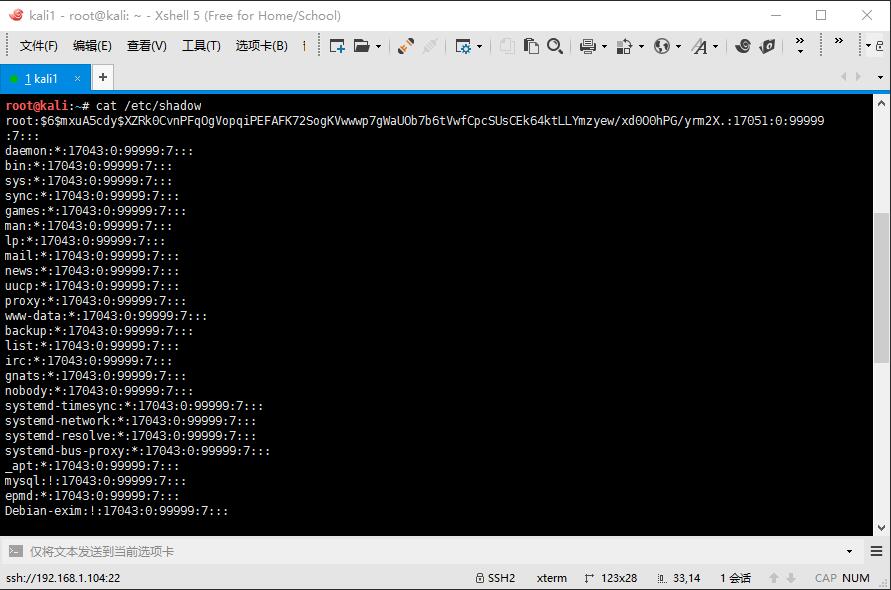 kali1 - root@kali: ~ - Xshell 5 (Free for Home/School)
文件(F) 编辑(E) 查看(V) 工具(T) 选项卡(B)
1 kali1
root@kali:~# cat /etc/shadow
root:$6$mxuA5cdy$XZRk0CvnPFqOgVopqiPEFAFK72SogKVwwwp7gWaUOb7b6tVwfCpcSUsCEk64ktLLYmzyew/xd0O0hPG/yrm2X.:17051:0:99999
:7:::
daemon:*:17043:0:99999:7:::
bin:*:17043:0:99999:7:::
sys:*:17043:0:99999:7:::
sync:*:17043:0:99999:7:::
games:*:17043:0:99999:7:::
man:*:17043:0:99999:7:::
lp:*:17043:0:99999:7:::
mail:*:17043:0:99999:7:::
news:*:17043:0:99999:7:::
uucp:*:17043:0:99999:7:::
proxy:*:17043:0:99999:7:::
www-data:*:17043:0:99999:7:::
backup:*:17043:0:99999:7:::
list:*:17043:0:99999:7:::
irc:*:17043:0:99999:7:::
gnats:*:17043:0:99999:7:::
nobody:*:17043:0:99999:7:::
systemd-timesync:*:17043:0:99999:7:::
systemd-network:*:17043:0:99999:7:::
systemd-resolve:*:17043:0:99999:7:::
systemd-bus-proxy:*:17043:0:99999:7:::
_apt:*:17043:0:99999:7:::
mysql:!:17043:0:99999:7:::
epmd:*:17043:0:99999:7:::
Debian-exim:!:17043:0:99999:7:::
仅将文本发送到当前选项卡
ssh://192.168.1.104:22 SSH2 xterm 123x28 33,14 1 会话 CAP NUM